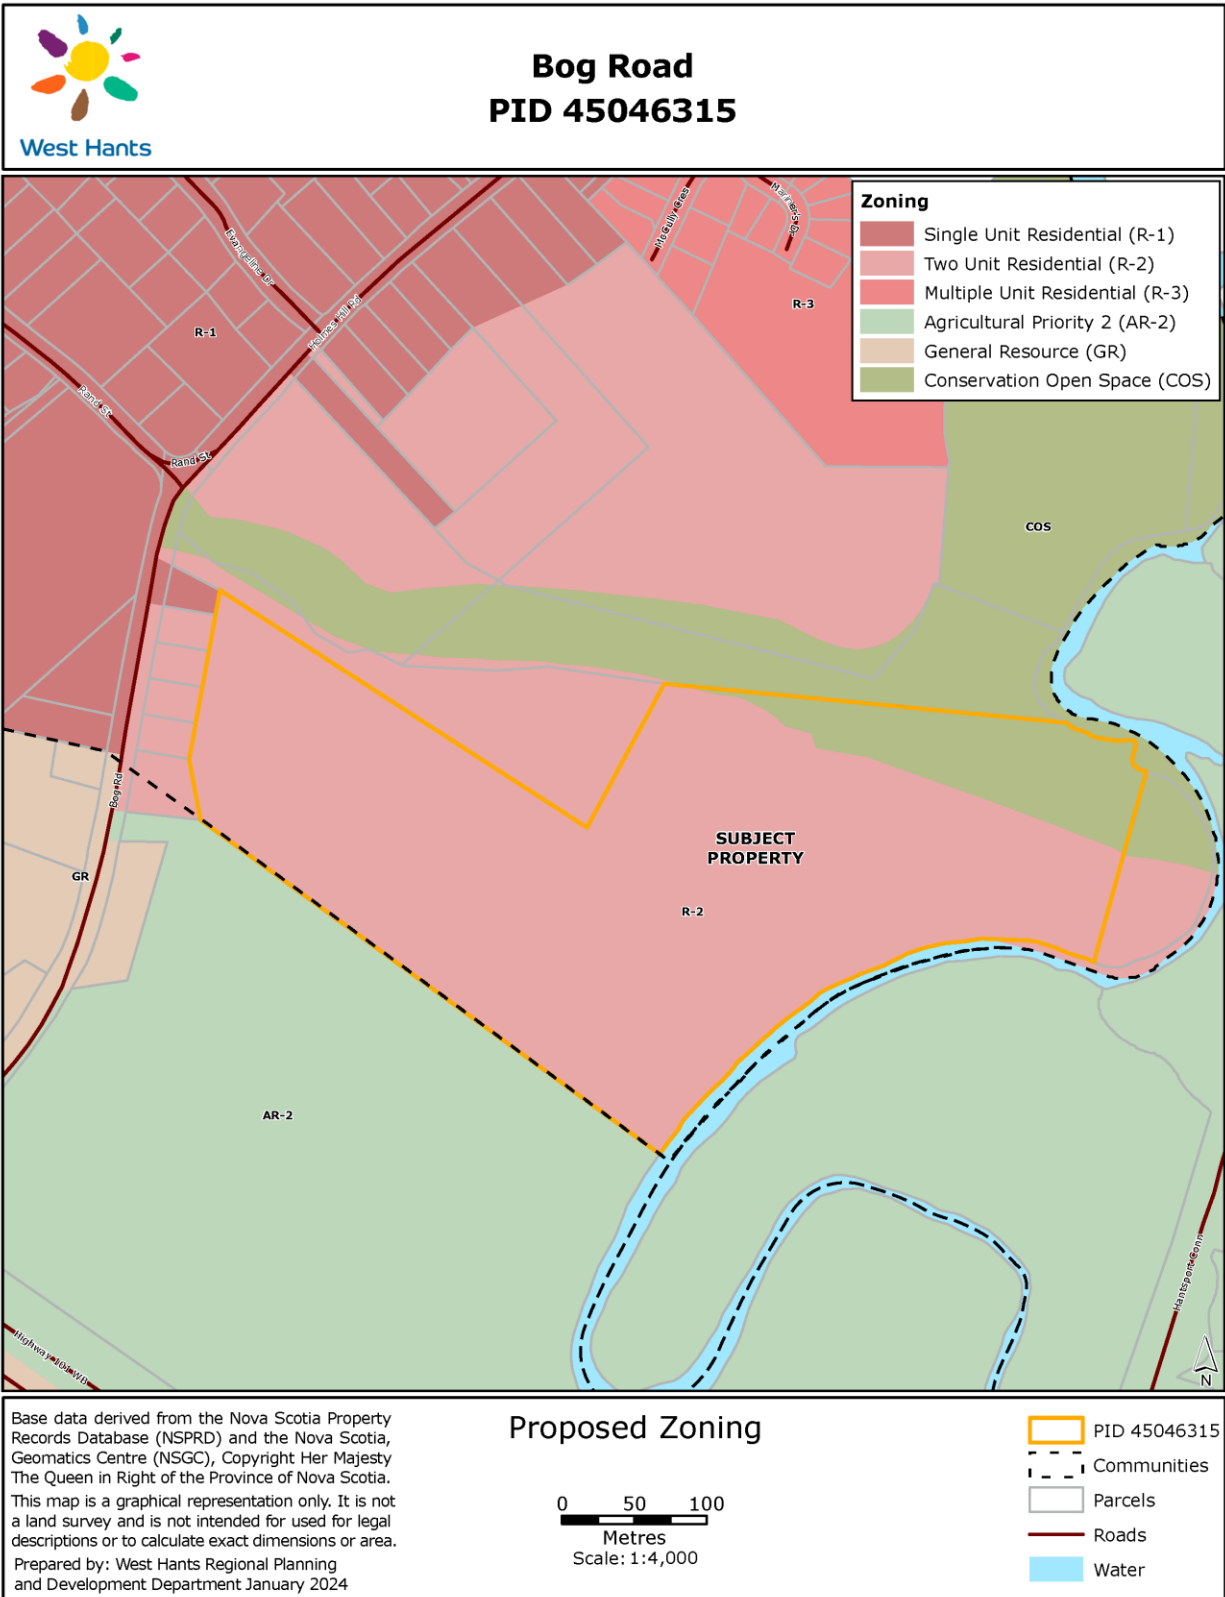 West Hants
Bog Road
PID 45046315
Zoning
Single Unit Residential (R-1)
Two Unit Residential (R-2)
Multiple Unit Residential (R-3)
Agricultural Priority 2 (AR-2)
General Resource (GR)
Conservation Open Space (COS)
McCully Cres
Mariner's Dr
Evangeline Dr
Holmes Hill Rd
R-3
R-1
Rand St
Rand St
COS
Bog Rd
SUBJECT
PROPERTY
GR
R-2
AR-2
Hantsport Conn
Highway 101 WB
N
Base data derived from the Nova Scotia Property
Records Database (NSPRD) and the Nova Scotia,
Geomatics Centre (NSGC), Copyright Her Majesty
The Queen in Right of the Province of Nova Scotia.
This map is a graphical representation only. It is not
a land survey and is not intended for used for legal
descriptions or to calculate exact dimensions or area.
Prepared by: West Hants Regional Planning
and Development Department January 2024
Proposed Zoning
0 50 100
Metres
Scale: 1:4,000
PID 45046315
Communities
Parcels
Roads
Water